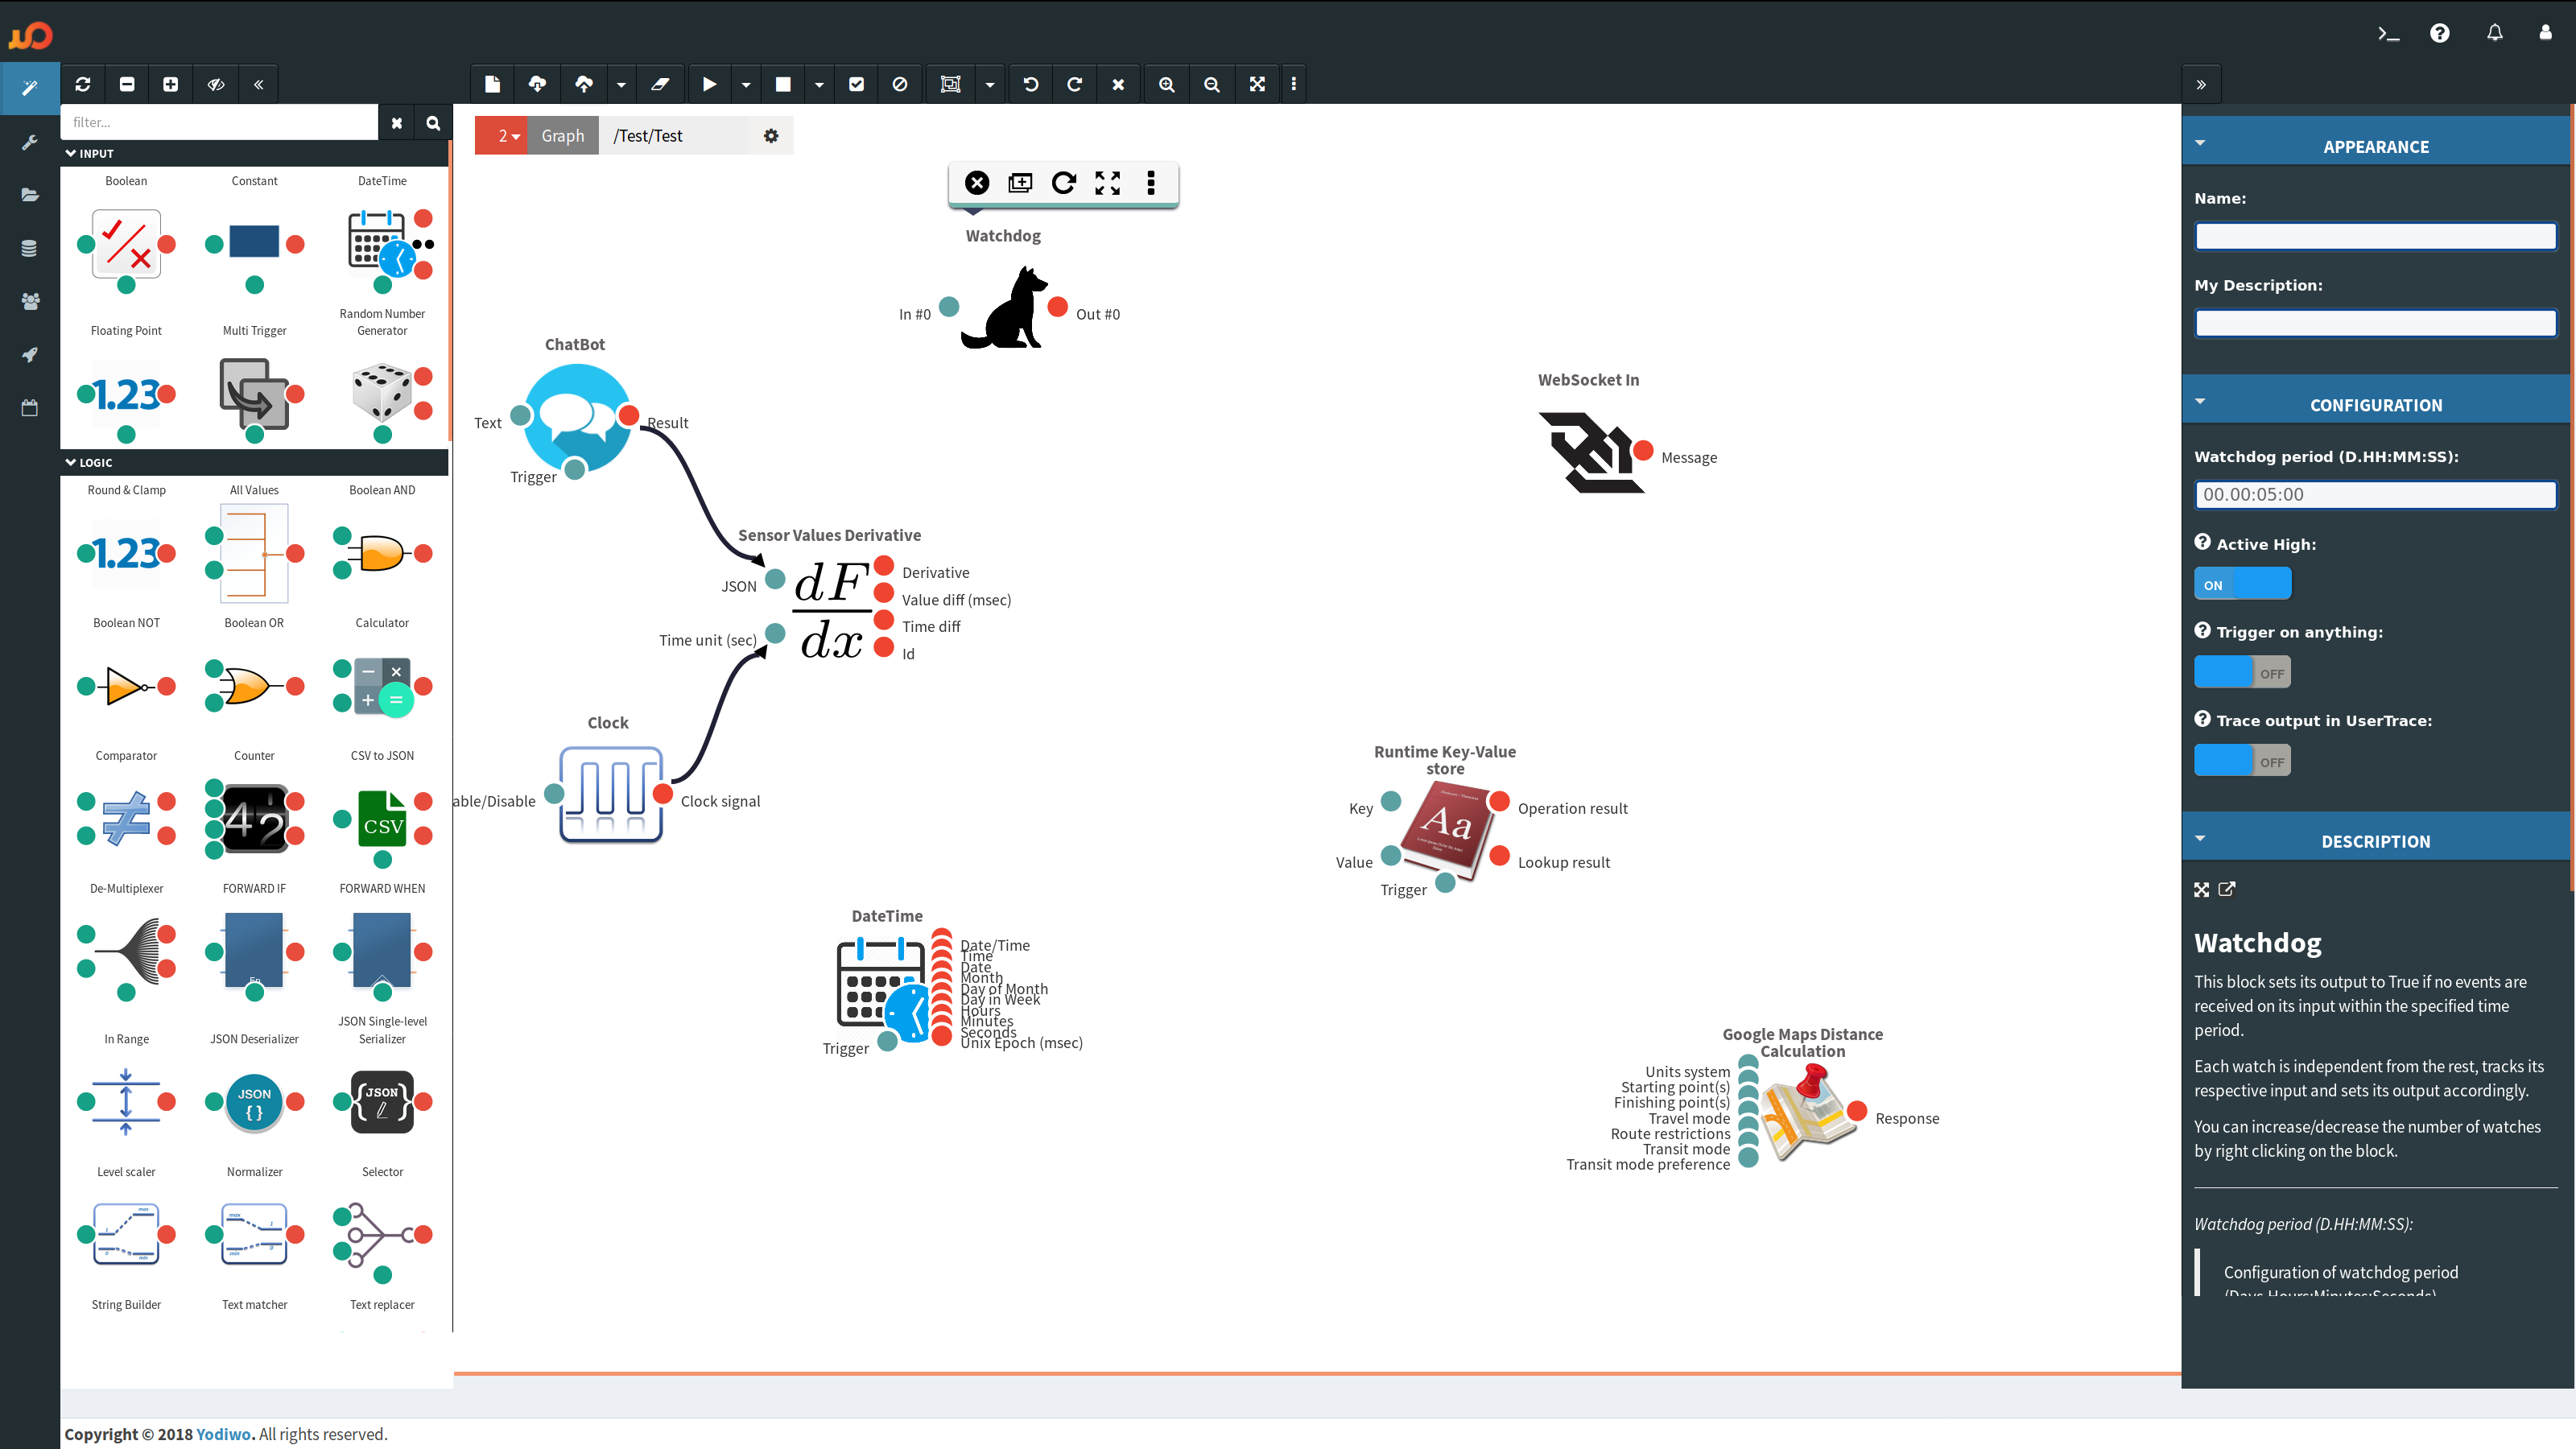 filter...
INPUT
Boolean
Constant
DateTime
Floating Point
Multi Trigger
Random Number
Generator
1.23
LOGIC
Round & Clamp
All Values
Boolean AND
1.23
Boolean NOT
Boolean OR
Calculator
Comparator
Counter
CSV to JSON
42
CSV
De-Multiplexer
FORWARD IF
FORWARD WHEN
In Range
JSON Deserializer
JSON Single-level
Serializer
JSON
{ }
{JSON}
Level scaler
Normalizer
Selector
String Builder
Text matcher
Text replacer
2
Graph
/Test/Test
Watchdog
In #0
Out #0
ChatBot
Text
Result
Trigger
WebSocket In
Message
Sensor Values Derivative
JSON
Time unit (sec)
dF
dx
Derivative
Value diff (msec)
Time diff
Id
Clock
able/Disable
Clock signal
Runtime Key-Value
store
Key
Value
Trigger
Aa
Operation result
Lookup result
DateTime
Date/Time
Time
Date
Month
Day of Month
Day in Week
Hours
Minutes
Seconds
Unix Epoch (msec)
Trigger
Google Maps Distance
Calculation
Units system
Starting point(s)
Finishing point(s)
Travel mode
Route restrictions
Transit mode
Transit mode preference
Response
APPEARANCE
Name:
My Description:
CONFIGURATION
Watchdog period (D.HH:MM:SS):
00.00:05:00
Active High:
ON
Trigger on anything:
OFF
Trace output in UserTrace:
OFF
DESCRIPTION
Watchdog
This block sets its output to True if no events are
received on its input within the specified time
period.
Each watch is independent from the rest, tracks its
respective input and sets its output accordingly.
You can increase/decrease the number of watches
by right clicking on the block.
Watchdog period (D.HH:MM:SS):
Configuration of watchdog period
(Days.Hours:Minutes:Seconds)
Copyright © 2018 Yodiwo. All rights reserved.